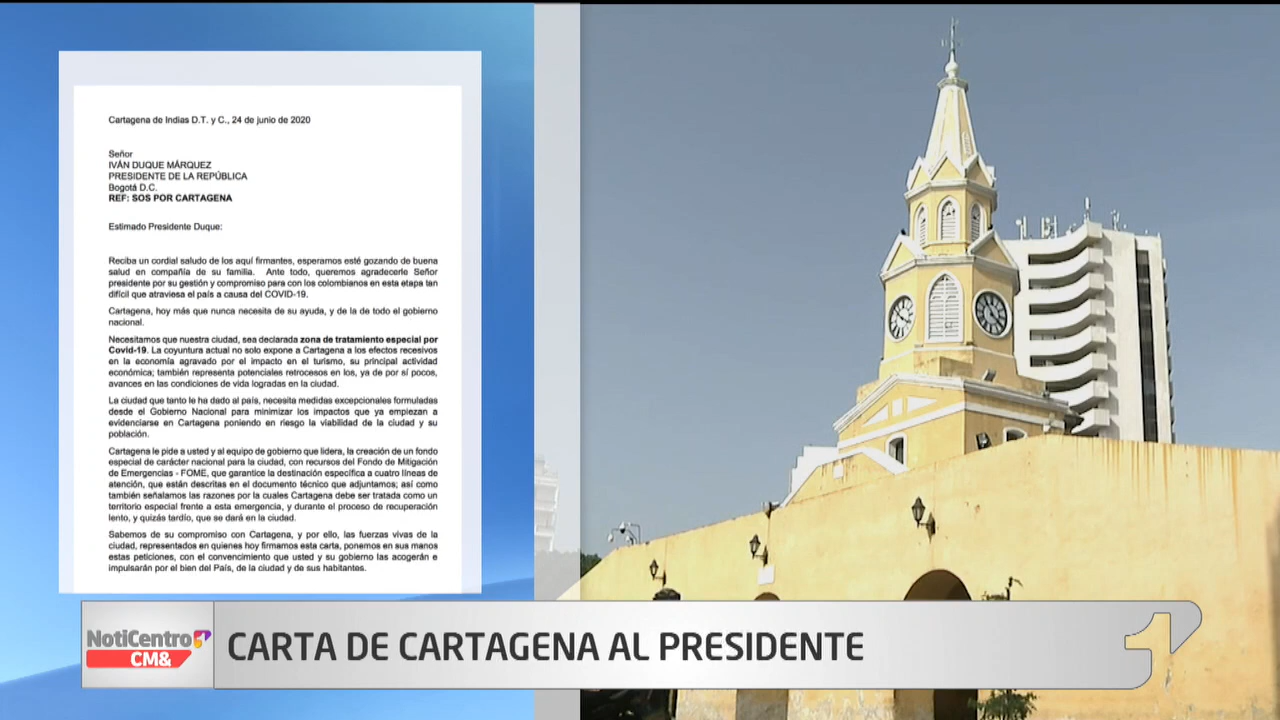 Cartagena de Indias D.T. y C., 24 de junio de 2020
Señor
IVÁN DUQUE MÁRQUEZ
PRESIDENTE DE LA REPÚBLICA
Bogotá D.C.
REF: SOS POR CARTAGENA
Estimado Presidente Duque:
Reciba un cordial saludo de los aquí firmantes, esperamos esté gozando de buena
salud en compañía de su familia. Ante todo, queremos agradecerle Señor
presidente por su gestión y compromiso para con los colombianos en esta etapa tan
difícil que atraviesa el país a causa del COVID-19.
Cartagena, hoy más que nunca necesita de su ayuda, y de la de todo el gobierno
nacional.
Necesitamos que nuestra ciudad, sea declarada zona de tratamiento especial por
Covid-19. La coyuntura actual no solo expone a Cartagena a los efectos recesivos
en la economía agravado por el impacto en el turismo, su principal actividad
económica; también representa potenciales retrocesos en los, ya de por sí pocos,
avances en las condiciones de vida logradas en la ciudad.
La ciudad que tanto le ha dado al país, necesita medidas excepcionales formuladas
desde el Gobierno Nacional para minimizar los impactos que ya empiezan a
evidenciarse en Cartagena poniendo en riesgo la viabilidad de la ciudad y su
población.
Cartagena le pide a usted y al equipo de gobierno que lidera, la creación de un fondo
especial de carácter nacional para la ciudad, con recursos del Fondo de Mitigación
de Emergencias - FOME, que garantice la destinación específica a cuatro líneas de
atención, que están descritas en el documento técnico que adjuntamos; así como
también señalamos las razones por la cuales Cartagena debe ser tratada como un
territorio especial frente a esta emergencia, y durante el proceso de recuperación
lento, y quizás tardío, que se dará en la ciudad.
Sabemos de su compromiso con Cartagena, y por ello, las fuerzas vivas de la
ciudad, representados en quienes hoy firmamos esta carta, ponemos en sus manos
estas peticiones, con el convencimiento que usted y su gobierno las acogerán e
impulsarán por el bien del País, de la ciudad y de sus habitantes.
NotiCentro 1
CM&
CARTA DE CARTAGENA AL PRESIDENTE
1